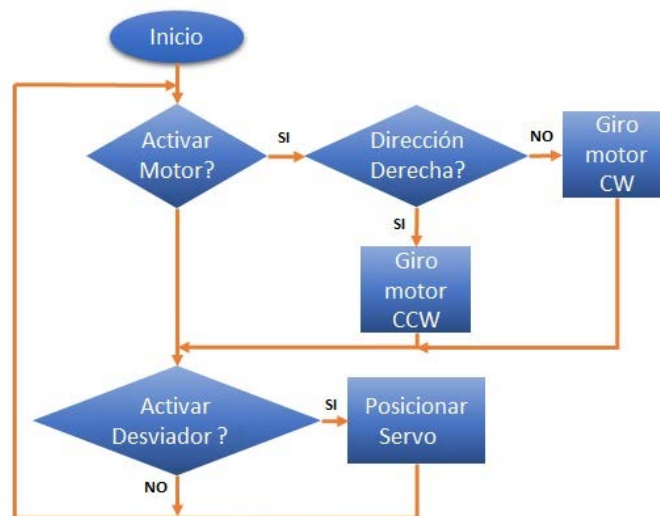 Inicio
Activar
Motor?
SI
Dirección
Derecha?
NO
Giro
motor
CW
SI
Giro
motor
CCW
Activar
Desviador ?
SI
Posicionar
Servo
NO